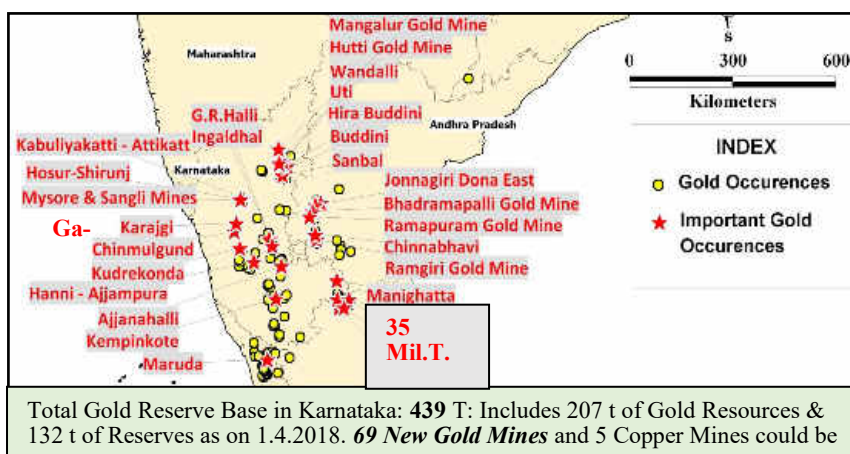 Mangalur Gold Mine
Hutti Gold Mine
Wandalli
Uti
Hira Buddini
Buddini
Sanbal
Maharashtra
G.R.Halli
Ingaldhal
Andhra Pradesh
Kabuliyakatti - Attikatt
Karnataka
Hosur-Shirunj
Mysore & Sangli Mines
Ga-
Karajgi
Chinmulgund
Kudrekonda
Hanni - Ajjampura
Ajjanahalli
Kempinkote
Maruda
Jonnagiri Dona East
Bhadramapalli Gold Mine
Ramapuram Gold Mine
Chinnabhavi
Ramgiri Gold Mine
Manighatta
35
Mil.T.
S
0 300 600
Kilometers
INDEX
Gold Occurences
Important Gold
Occurences
Total Gold Reserve Base in Karnataka: 439 T: Includes 207 t of Gold Resources &
132 t of Reserves as on 1.4.2018. 69 New Gold Mines and 5 Copper Mines could be